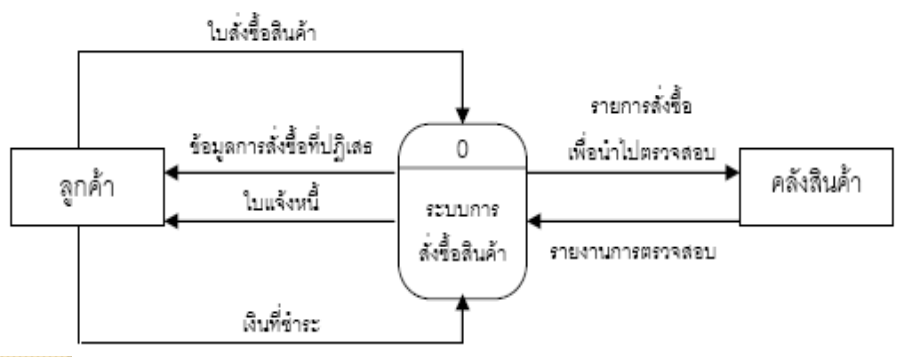 ใบสั่งซื้อสินค้า
รายการสั่งซื้อ
ข้อมูลการสั่งซื้อที่ปฏิเสธ
0
เพื่อนำไปตรวจสอบ
ลูกค้า
คลังสินค้า
ใบแจ้งหนี้
ระบบการ
สั่งซื้อสินค้า
รายงานการตรวจสอบ
เงินที่ชำระ